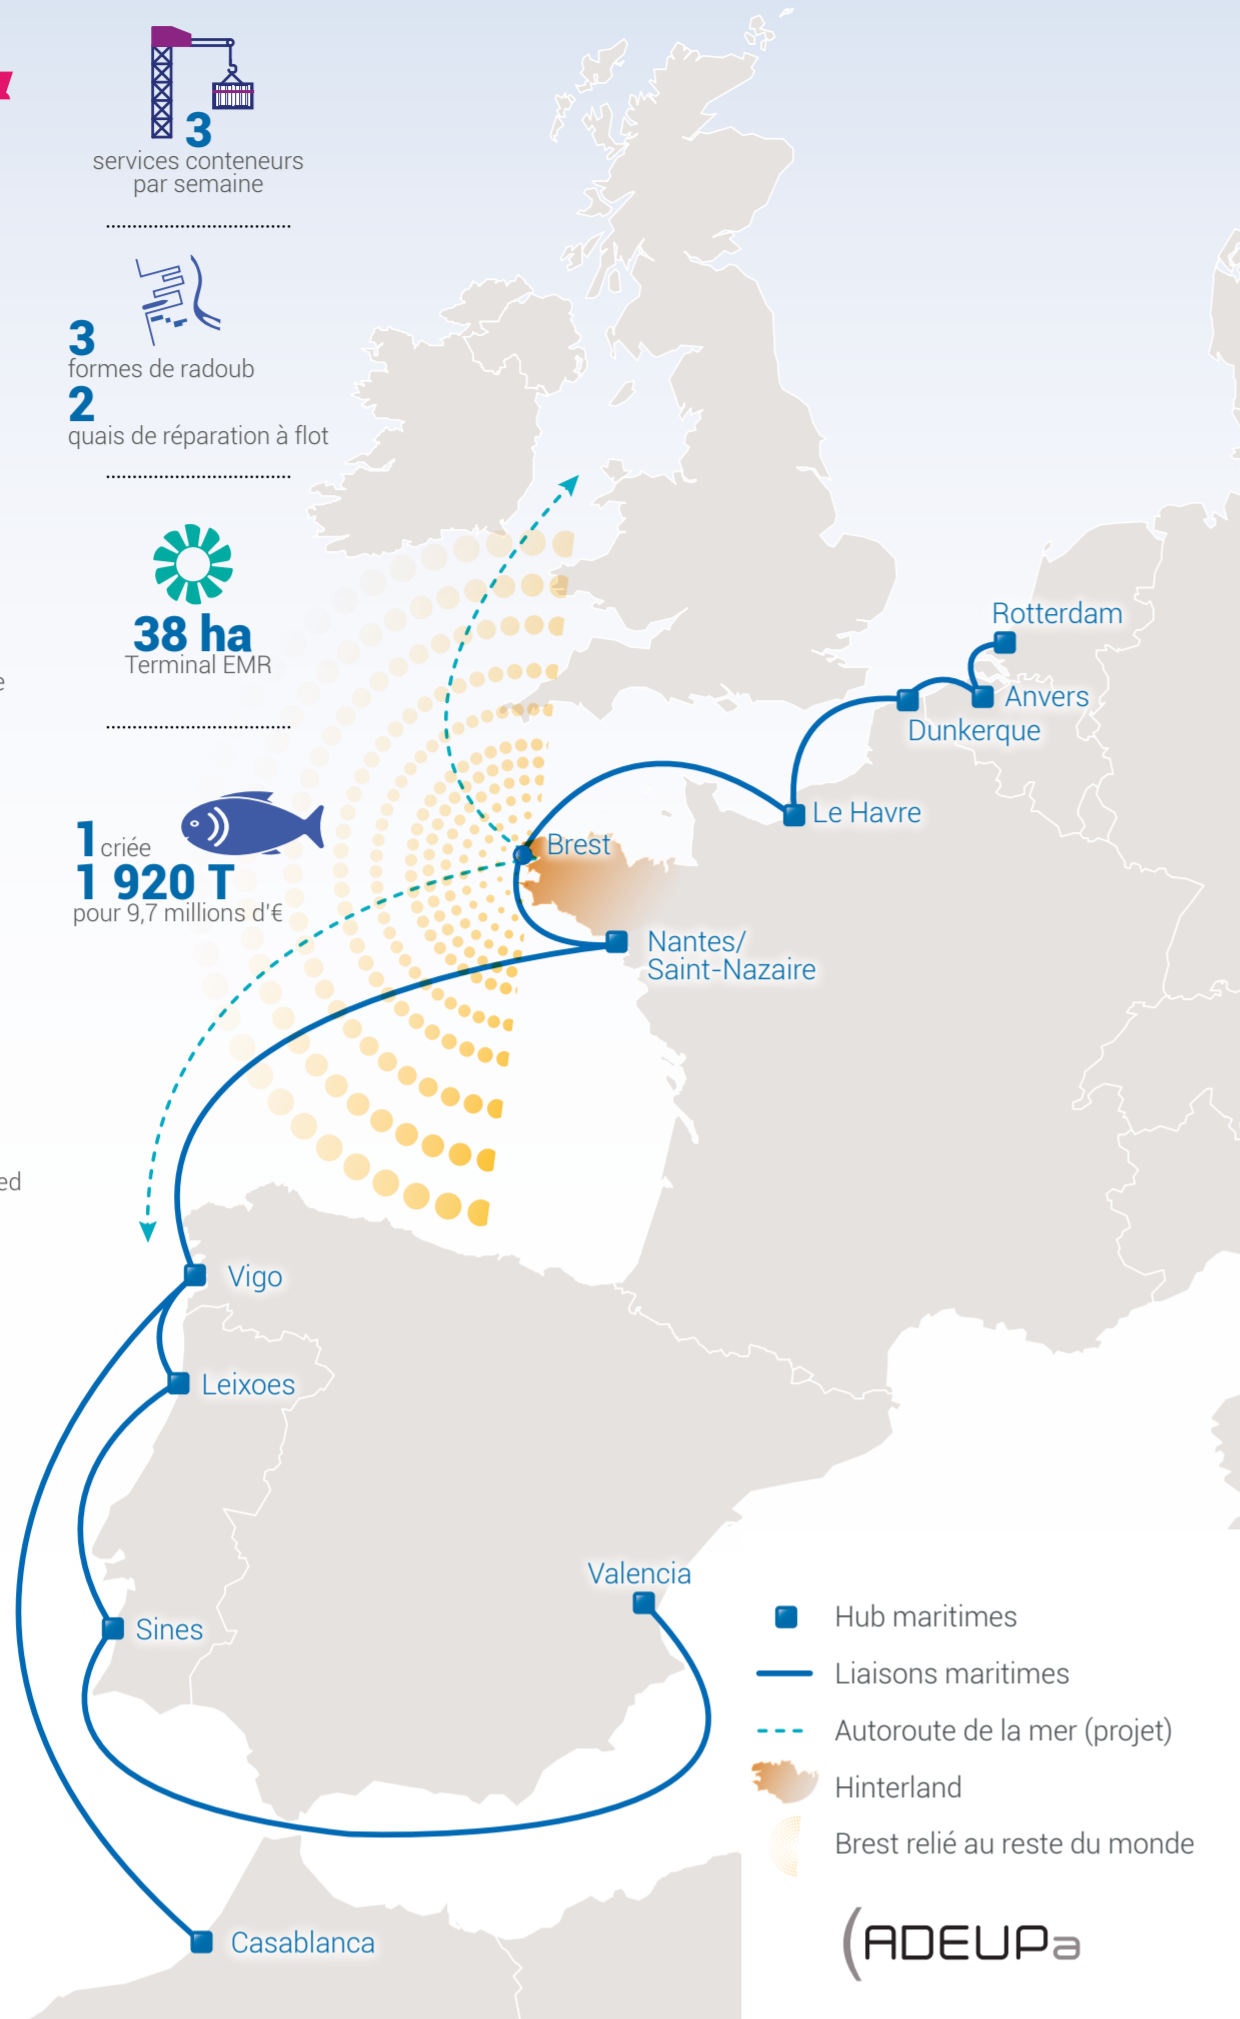 3
services conteneurs
par semaine
3
formes de radoub
2
quais de réparation à flot
38 ha
Terminal EMR
e
1 criée
1 920 T
pour 9,7 millions d'€
ed
Rotterdam
Anvers
Dunkerque
Le Havre
Brest
Nantes/
Saint-Nazaire
Vigo
Leixoes
Sines
Valencia
Casablanca
Hub maritimes
Liaisons maritimes
Autoroute de la mer (projet)
Hinterland
Brest relié au reste du monde
(ADEUPa